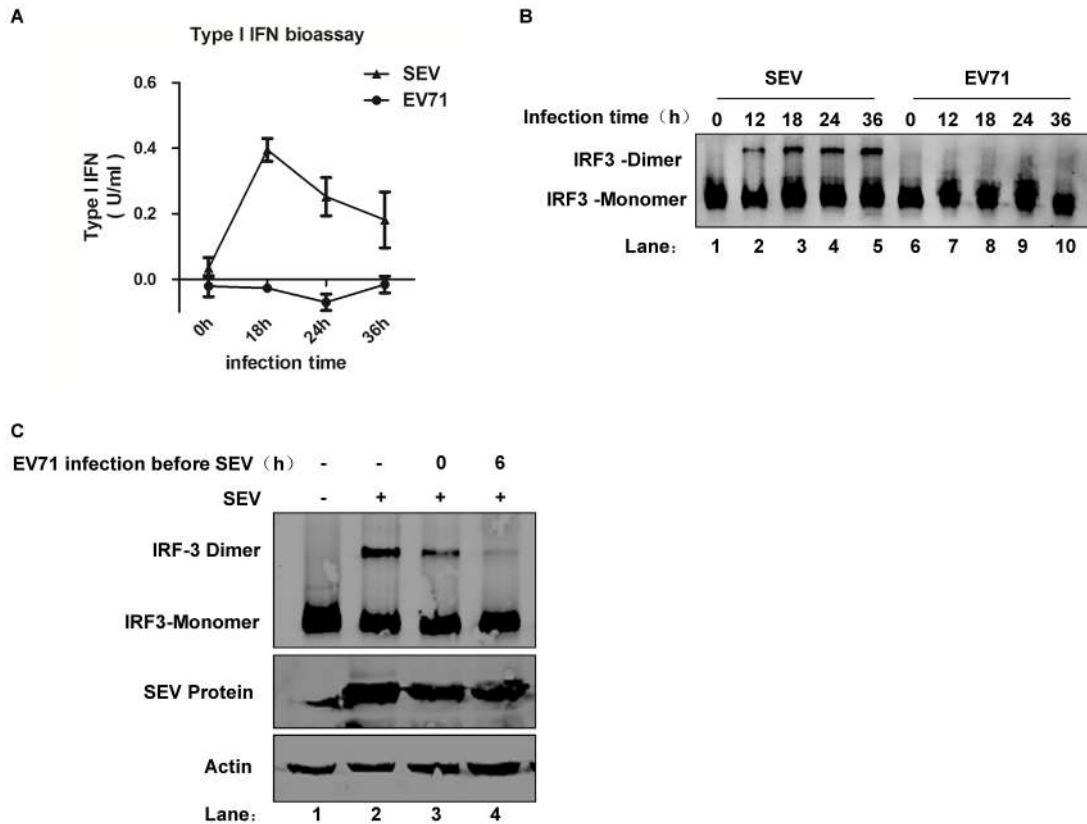 A
Type I IFN bioassay
SEV
EV71
Type I IFN
( U/ml )
0.6
0.4
0.2
0.0
0h 18h 24h 36h
infection time
B
SEV EV71
Infection time（h） 0 12 18 24 36 0 12 18 24 36
IRF3 -Dimer
IRF3 -Monomer
Lane： 1 2 3 4 5 6 7 8 9 10
C
EV71 infection before SEV（h） - - 0 6
SEV - + + +
IRF-3 Dimer
IRF3-Monomer
SEV Protein
Actin
Lane： 1 2 3 4